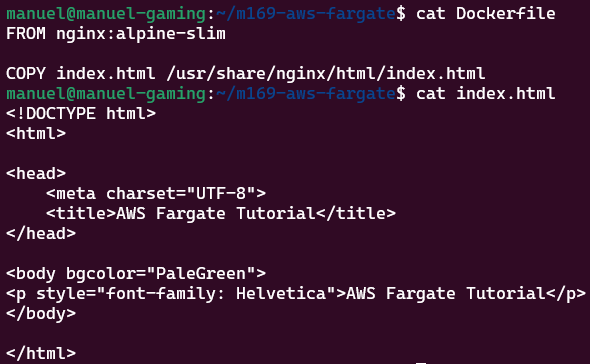 manuel@manuel-gaming:~/m169-aws-fargate$ cat Dockerfile
FROM nginx:alpine-slim

COPY index.html /usr/share/nginx/html/index.html
manuel@manuel-gaming:~/m169-aws-fargate$ cat index.html
<!DOCTYPE html>
<html>

<head>
    <meta charset="UTF-8">
    <title>AWS Fargate Tutorial</title>
</head>

<body bgcolor="PaleGreen">
<p style="font-family: Helvetica">AWS Fargate Tutorial</p>
</body>

</html>